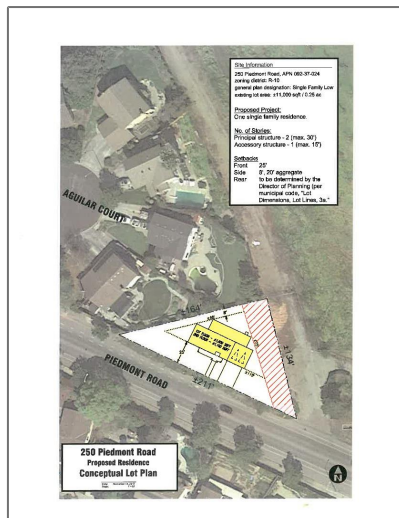 Site Information
250 Piedmont Road, APN 092-37-024
zoning district: R-10
general plan designation: Single Family Low
existing lot area: ±11,000 sqft / 0.25 ac
Proposed Project:
One single family residence.
No. of Stories:
Principal structure - 2 (max. 30')
Accessory structure - 1 (max. 15')
Setbacks
Front 25'
Side 8', 20' aggregate
Rear to be determined by the
Director of Planning (per
municipal code, "Lot
Dimensions, Lot Lines, 3a."
AGUILAR COURT
±164'
±134'
PIEDMONT ROAD
±211'
250 Piedmont Road
Proposed Residence
Conceptual Lot Plan
N